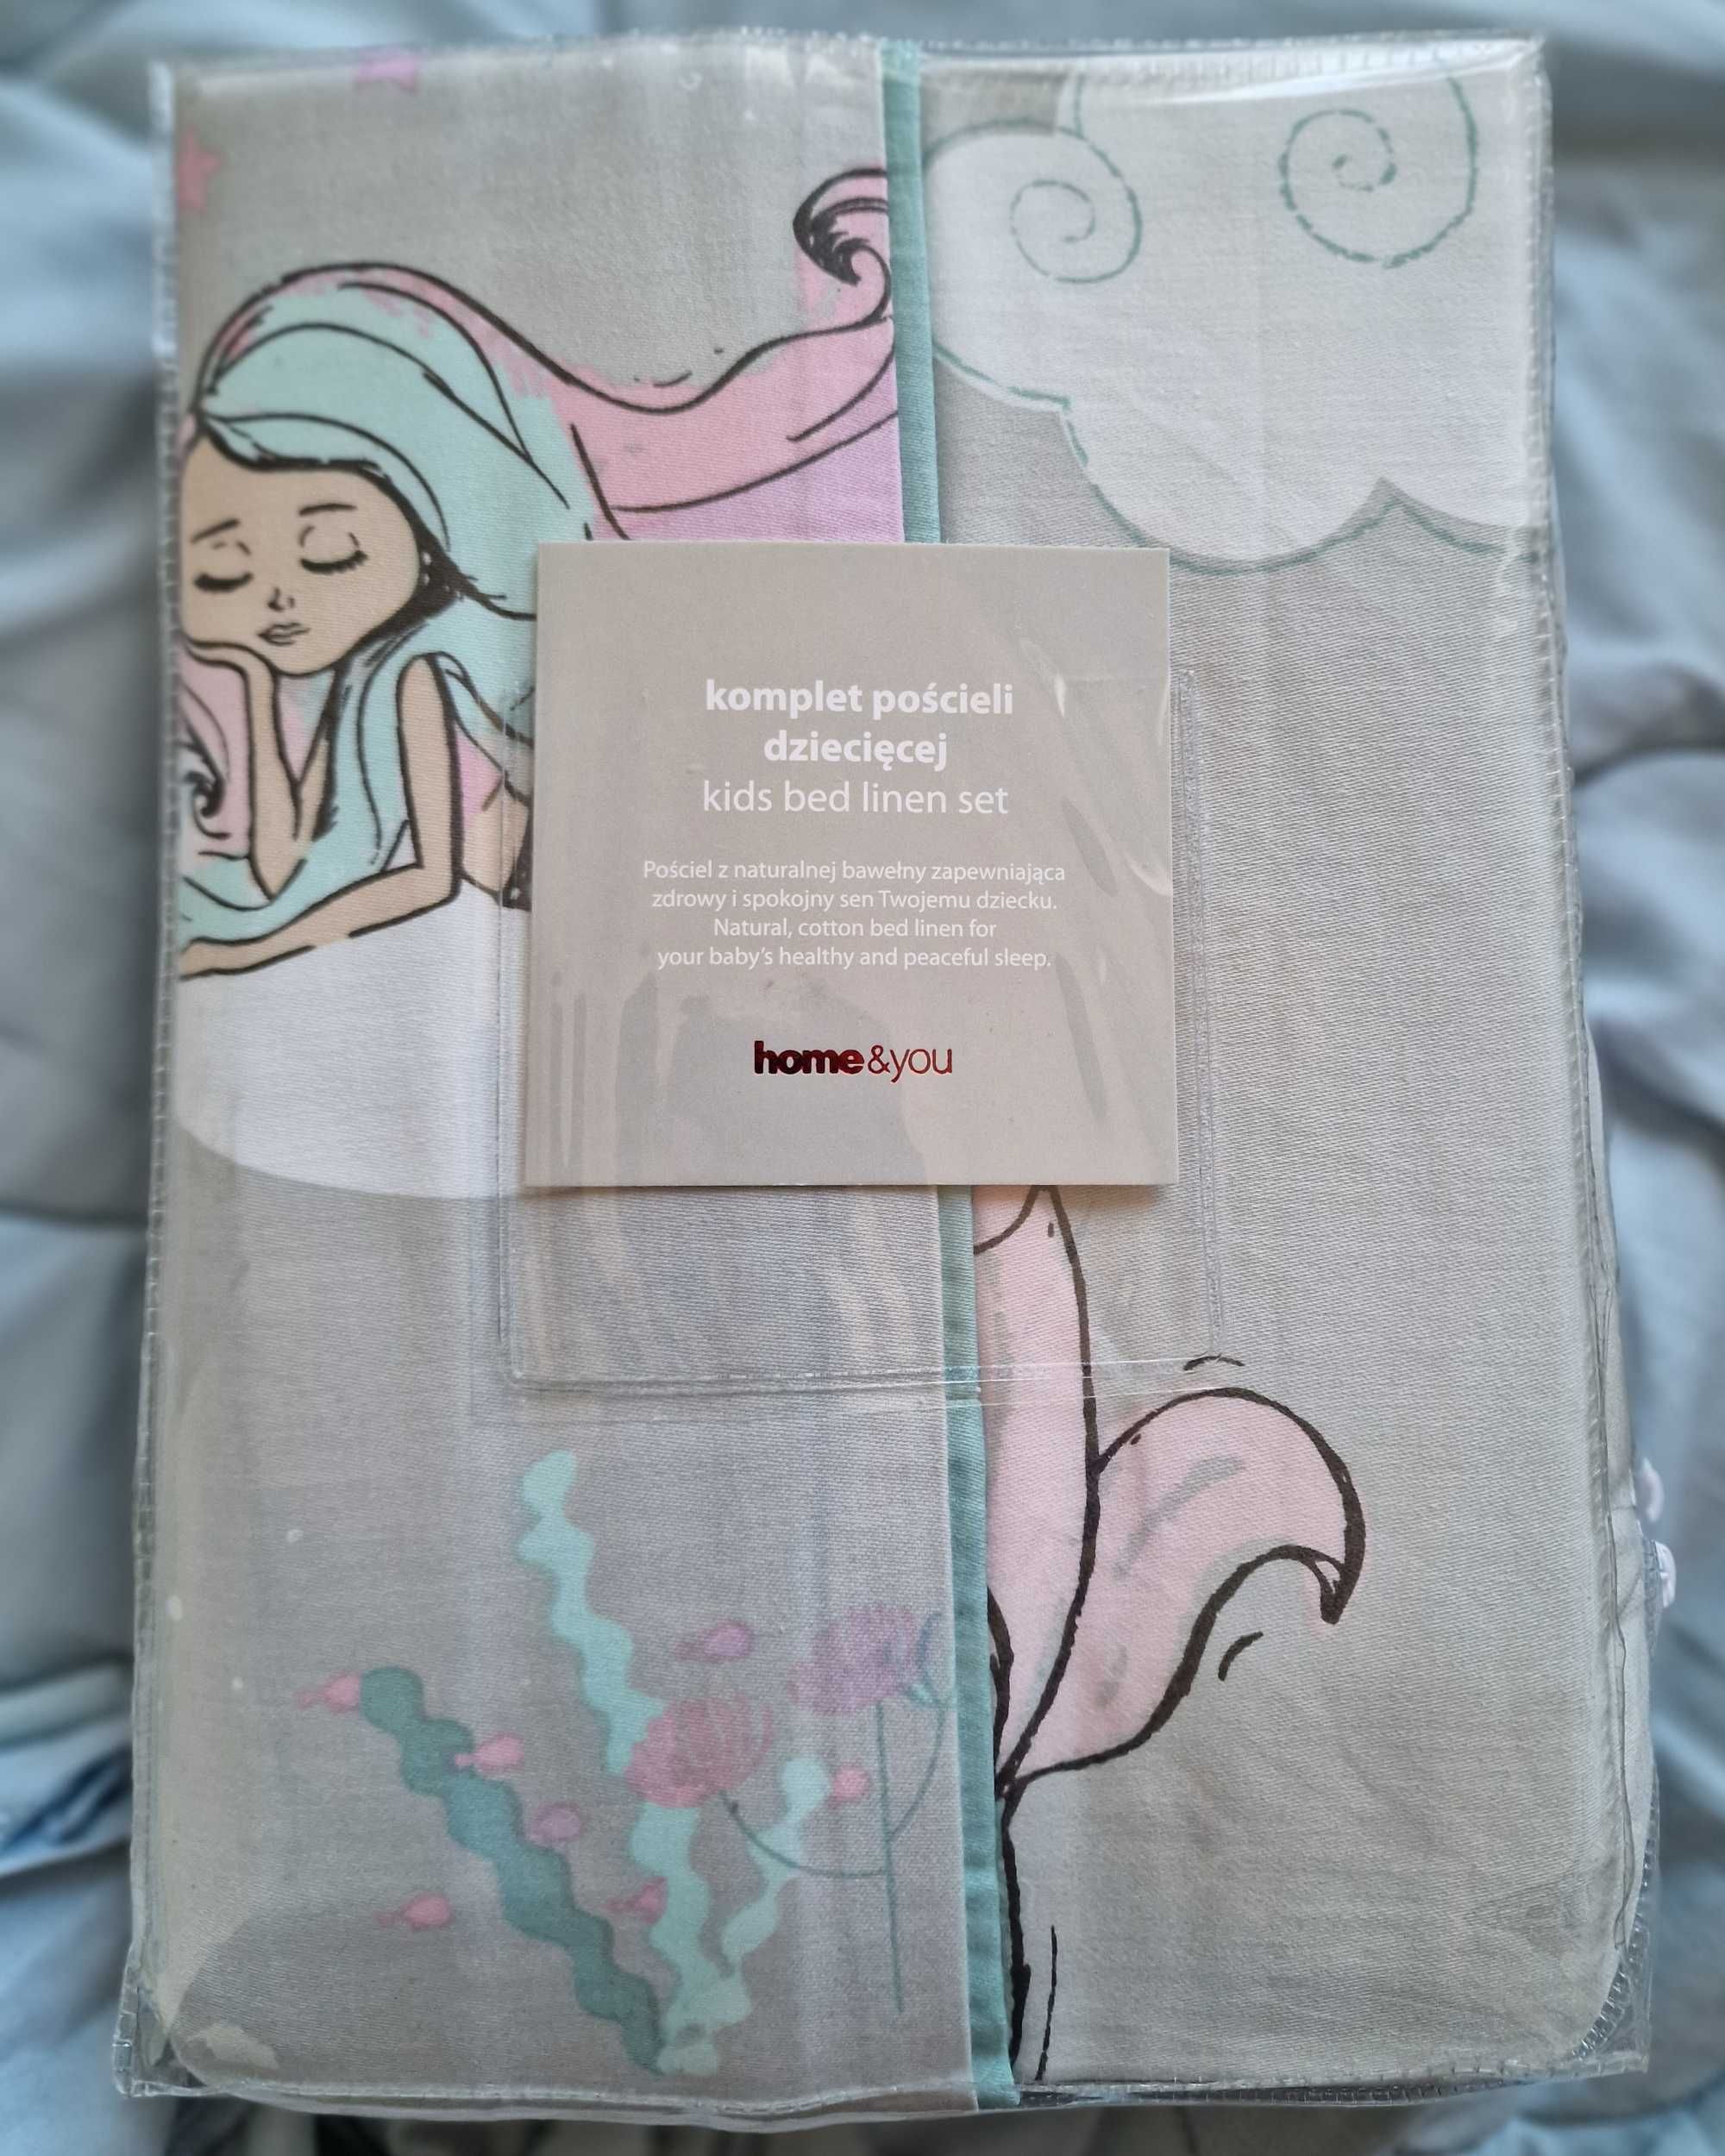 komplet pościeli
dziecięcej
kids bed linen set
Pościel z naturalnej bawełny zapewniająca
zdrowy i spokojny sen Twojemu dziecku.
Natural, cotton bed linen for
your baby's healthy and peaceful sleep.
home&you